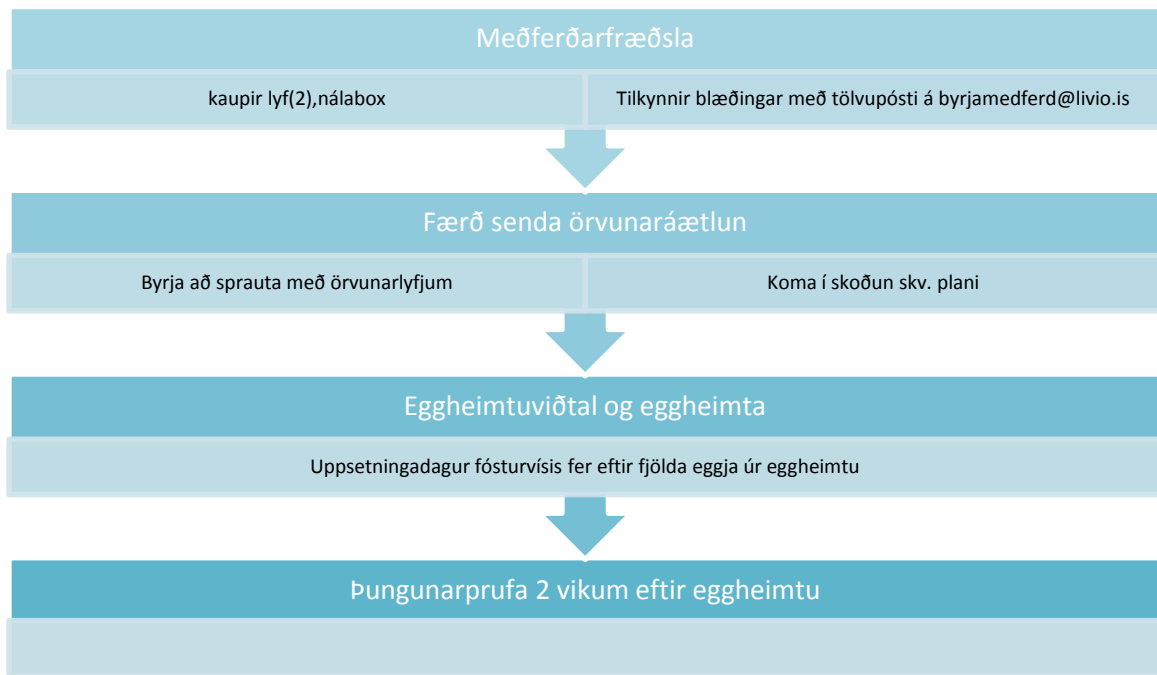 Meðferðarfræðsla
kaupir lyf(2),nálabox
Tilkynnir blæðingar með tölvupósti á byrjamedferd@livio.is
Færð senda örvunaráætlun
Byrja að sprauta með örvunarlyfjum
Koma í skoðun skv. plani
Eggheimtuviðtal og eggheimta
Uppsetningadagur fósturvísis fer eftir fjölda eggja úr eggheimtu
Þungunarprufa 2 vikum eftir eggheimtu